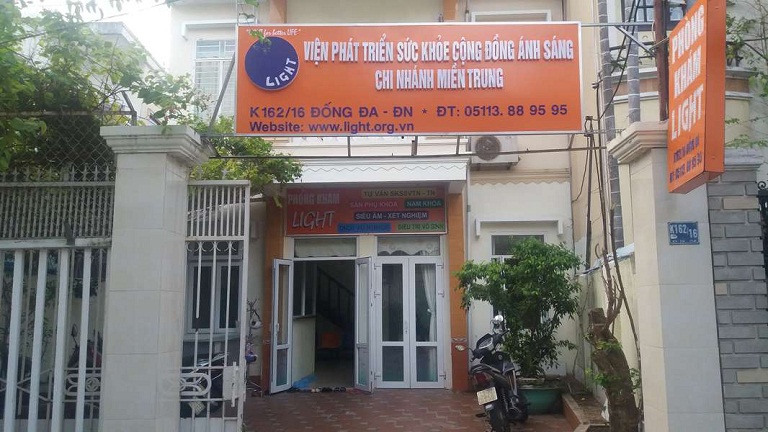 LIGHT
VIỆN PHÁT TRIỂN SỨC KHỎE CỘNG ĐỒNG ÁNH SÁNG
CHI NHÁNH MIỀN TRUNG
K162/16 ĐỐNG ĐA - ĐN * ĐT: 05113. 88 95 95
Website: www.light.org.vn
PHÒNG KHÁM LIGHT
PHÒNG KHÁM
LIGHT
TƯ VẤN
SẢN PHỤ KHOA NAM KHOA
SIÊU ÂM - XÉT NGHIỆM
K162/16